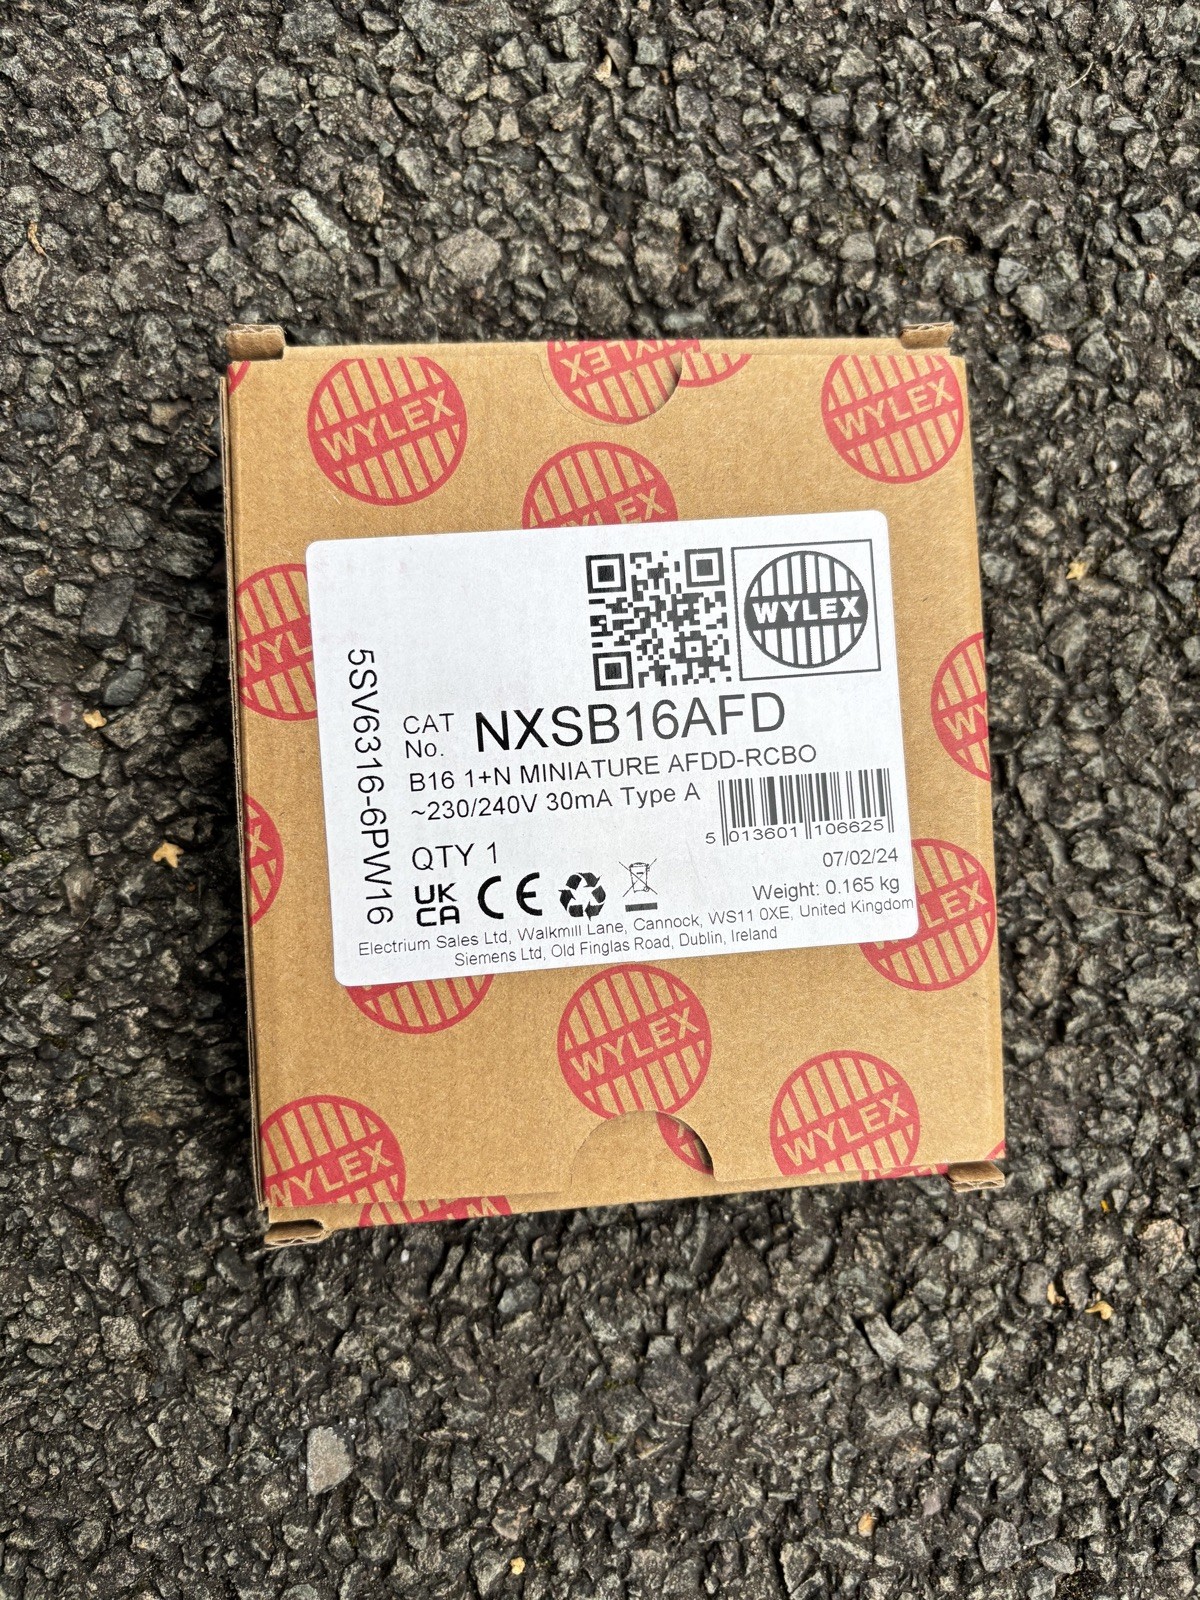 WYLEX
WYLEX
WYLEX
WYLEX
WYLEX
WYLEX
5SV6316-6PW16
CAT No. NXSB16AFD
B16 1+N MINIATURE AFDD-RCBO
~230/240V 30mA Type A
5 013601 106625
QTY 1
07/02/24
UK
CA
CE
Weight: 0.165 kg
Electrium Sales Ltd, Walkmill Lane, Cannock, WS11 0XE, United Kingdom
Siemens Ltd, Old Finglas Road, Dublin, Ireland
WYLEX
WYLEX
WYLEX
WYLEX